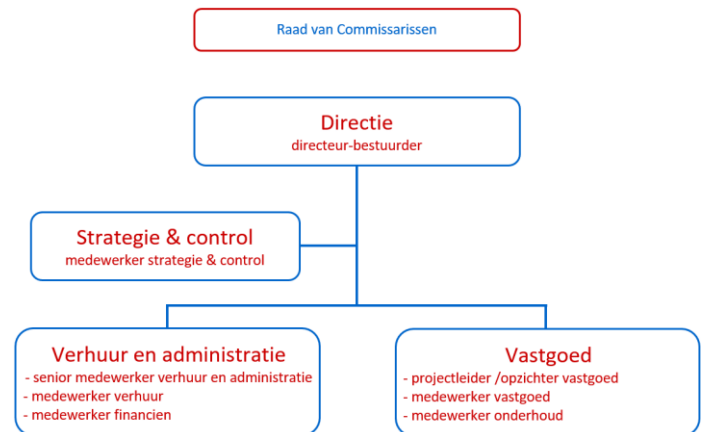 Raad van Commissarissen
Directie
directeur-bestuurder
Strategie & control
medewerker strategie & control
Verhuur en administratie
- senior medewerker verhuur en administratie
- medewerker verhuur
- medewerker financien
Vastgoed
- projectleider /opzichter vastgoed
- medewerker vastgoed
- medewerker onderhoud